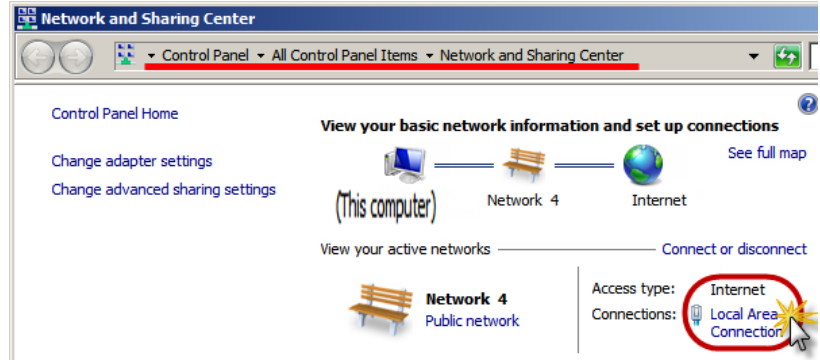 Network and Sharing Center
Control Panel All Control Panel Items Network and Sharing Center
Control Panel Home
Change adapter settings
Change advanced sharing settings
View your basic network information and set up connections
See full map
(This computer)
Network 4
Internet
View your active networks
Connect or disconnect
Network 4
Public network
Access type: Internet
Connections: Local Area
Connection